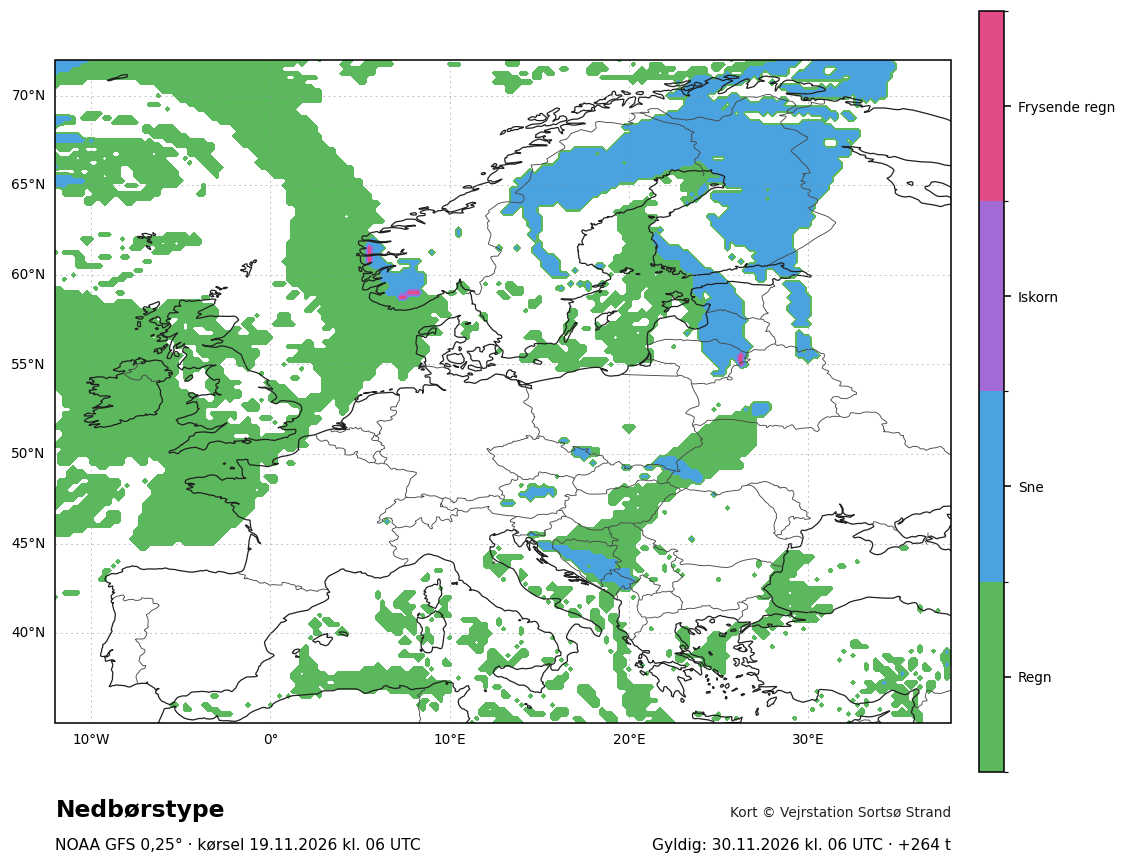 70°N
65°N
60°N
55°N
50°N
45°N
40°N
10°W
0°
10°E
20°E
30°E
Frysende regn
Iskorn
Sne
Regn
Nedbørstype
Kort © Vejrstation Sortsø Strand
NOAA GFS 0,25° · kørsel 19.11.2026 kl. 06 UTC
Gyldig: 30.11.2026 kl. 06 UTC · +264 t